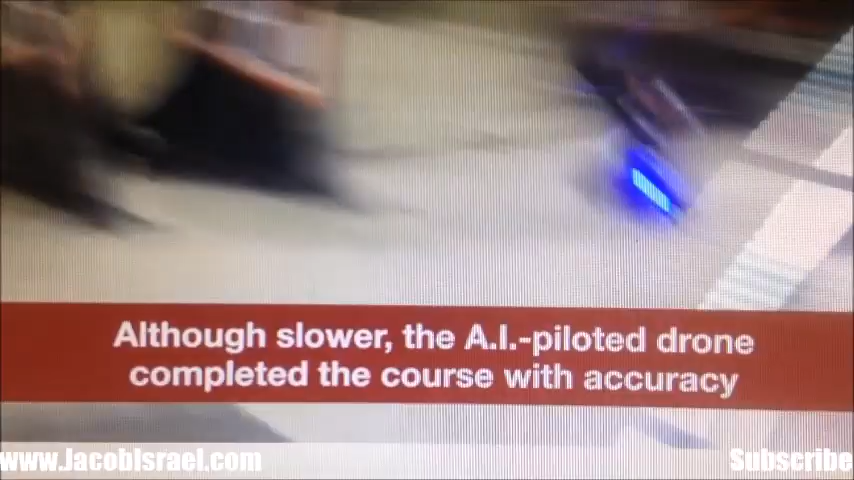 Although slower, the A.I.-piloted drone
completed the course with accuracy
www.JacobIsrael.com
Subscribe